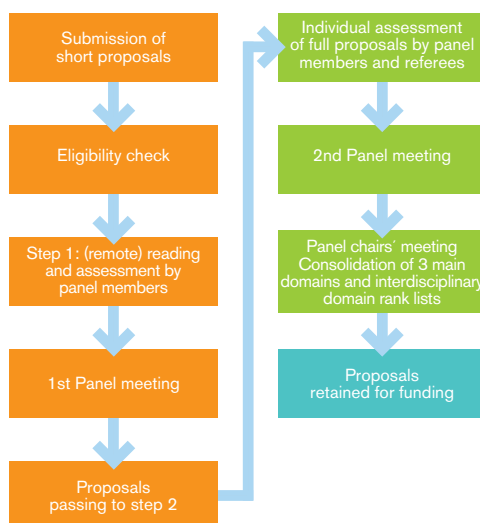 Submission of
short proposals
Eligibility check
Step 1: (remote) reading
and assessment by
panel members
1st Panel meeting
Proposals
passing to step 2
Individual assessment
of full proposals by panel
members and referees
2nd Panel meeting
Panel chairs´ meeting
Consolidation of 3 main
domains and interdisciplinary
domain rank lists
Proposals
retained for funding